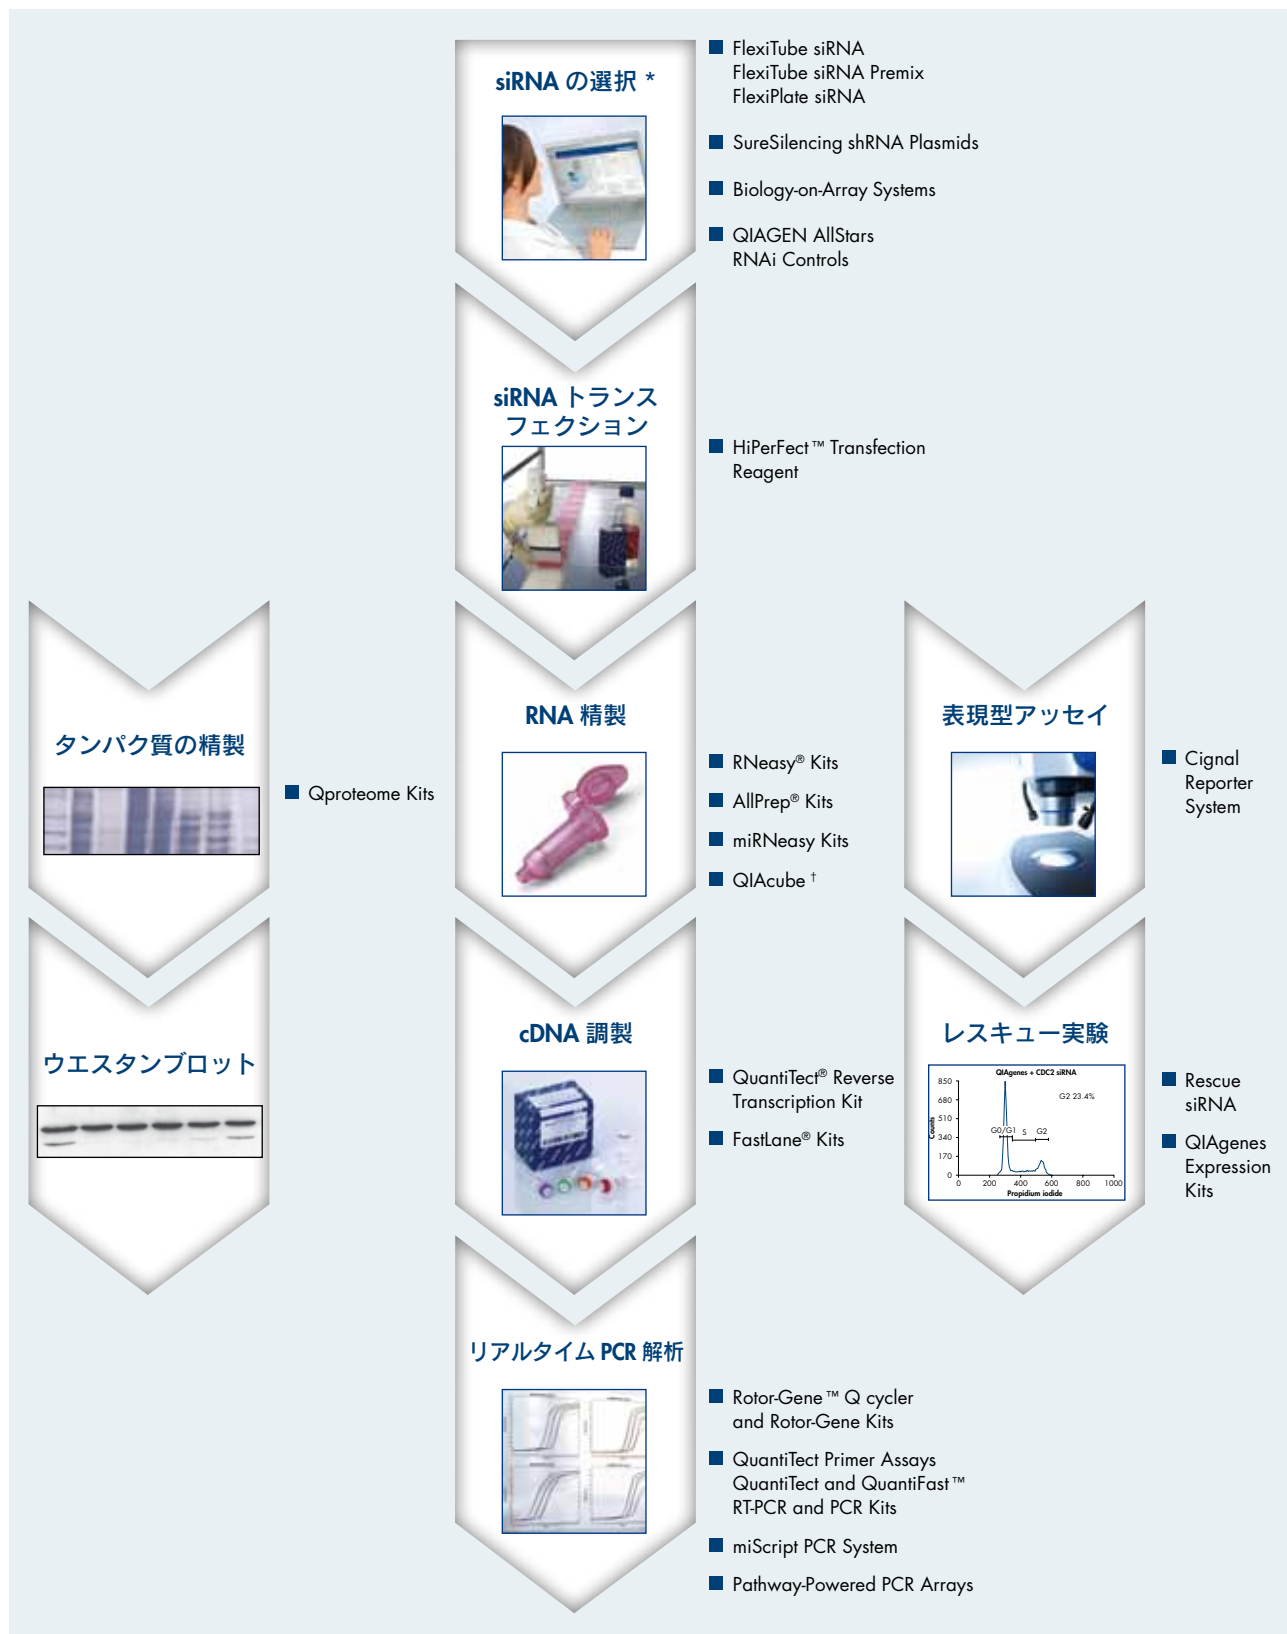 siRNA の選択 *
FlexiTube siRNA
FlexiTube siRNA Premix
FlexiPlate siRNA
SureSilencing shRNA Plasmids
Biology-on-Array Systems
QIAGEN AllStars
RNAi Controls
siRNA トランス
フェクション
HiPerFect™ Transfection
Reagent
タンパク質の精製
Qproteome Kits
RNA 精製
RNeasy® Kits
AllPrep® Kits
miRNeasy Kits
QIAcube †
表現型アッセイ
Cignal
Reporter
System
ウエスタンブロット
cDNA 調製
QuantiTect® Reverse
Transcription Kit
FastLane® Kits
レスキュー実験
QIAgenes + CDC2 siRNA
G2 23.4%
850
680
510
340
170
0
Counts
G0/G1 S G2
0 200 400 600 800 1000
Propidium iodide
Rescue
siRNA
QIAgenes
Expression
Kits
リアルタイム PCR 解析
Rotor-Gene™ Q cycler
and Rotor-Gene Kits
QuantiTect Primer Assays
QuantiTect and QuantiFast™
RT-PCR and PCR Kits
miScript PCR System
Pathway-Powered PCR Arrays